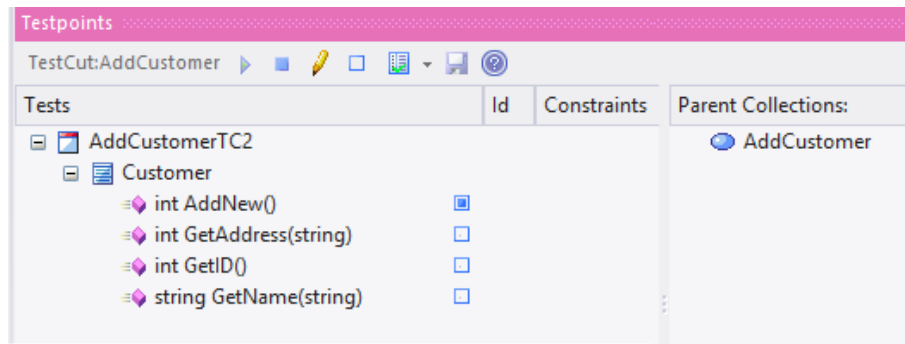 Testpoints
TestCut:AddCustomer
Tests Id Constraints Parent Collections:
AddCustomerTC2 AddCustomer
Customer
int AddNew()
int GetAddress(string)
int GetID()
string GetName(string)